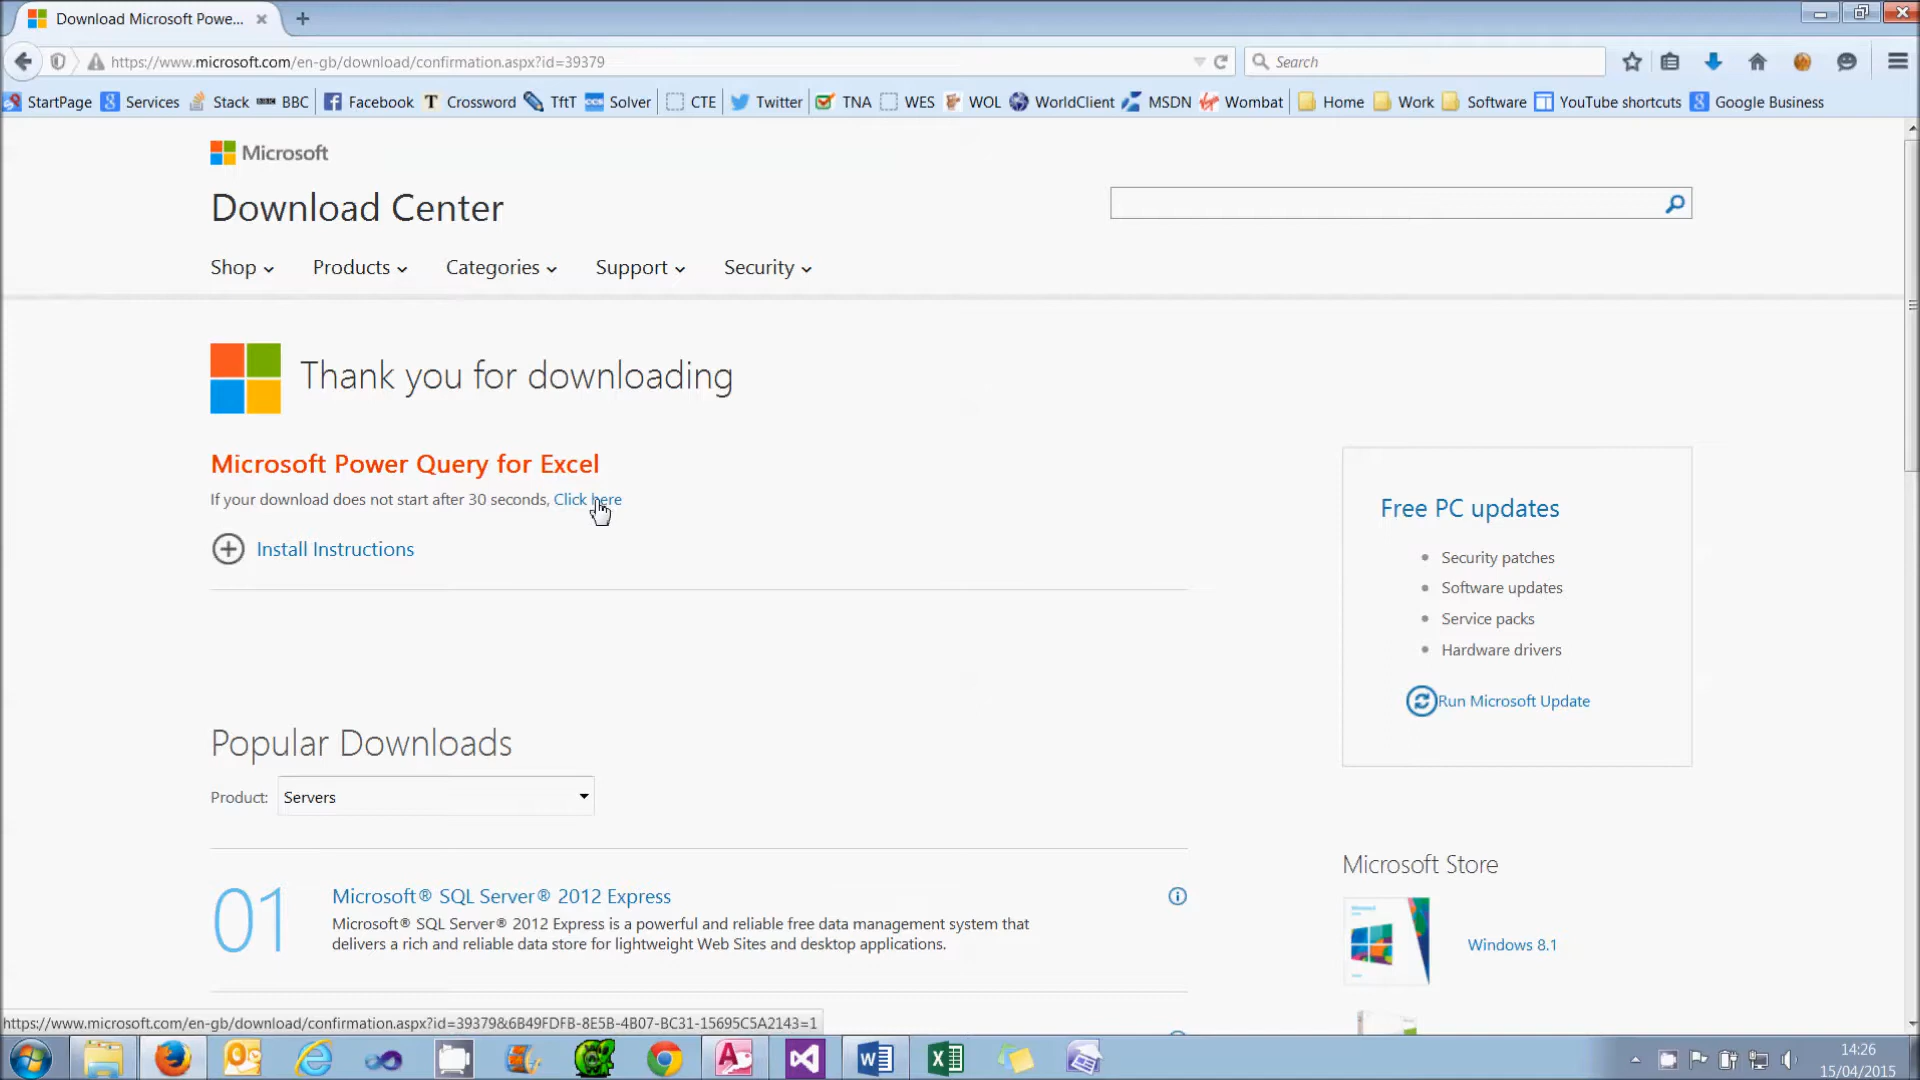 Download Microsoft Powe...
https://www.microsoft.com/en-gb/download/confirmation.aspx?id=39379
Search
StartPage Services Stack BBC Facebook Crossword TftT Solver CTE Twitter TNA WES WOL WorldClient MSDN Wombat Home Work Software YouTube shortcuts Google Business
Microsoft
Download Center
Shop Products Categories Support Security
Thank you for downloading
Microsoft Power Query for Excel
If your download does not start after 30 seconds, Click here
Install Instructions
Free PC updates
Security patches
Software updates
Service packs
Hardware drivers
Run Microsoft Update
Popular Downloads
Product: Servers
01
Microsoft® SQL Server® 2012 Express
Microsoft® SQL Server® 2012 Express is a powerful and reliable free data management system that
delivers a rich and reliable data store for lightweight Web Sites and desktop applications.
Microsoft Store
Windows 8.1
https://www.microsoft.com/en-gb/download/confirmation.aspx?id=39379&6B49FDFB-8E5B-4B07-BC31-15695C5A2143=1
14:26
15/04/2015